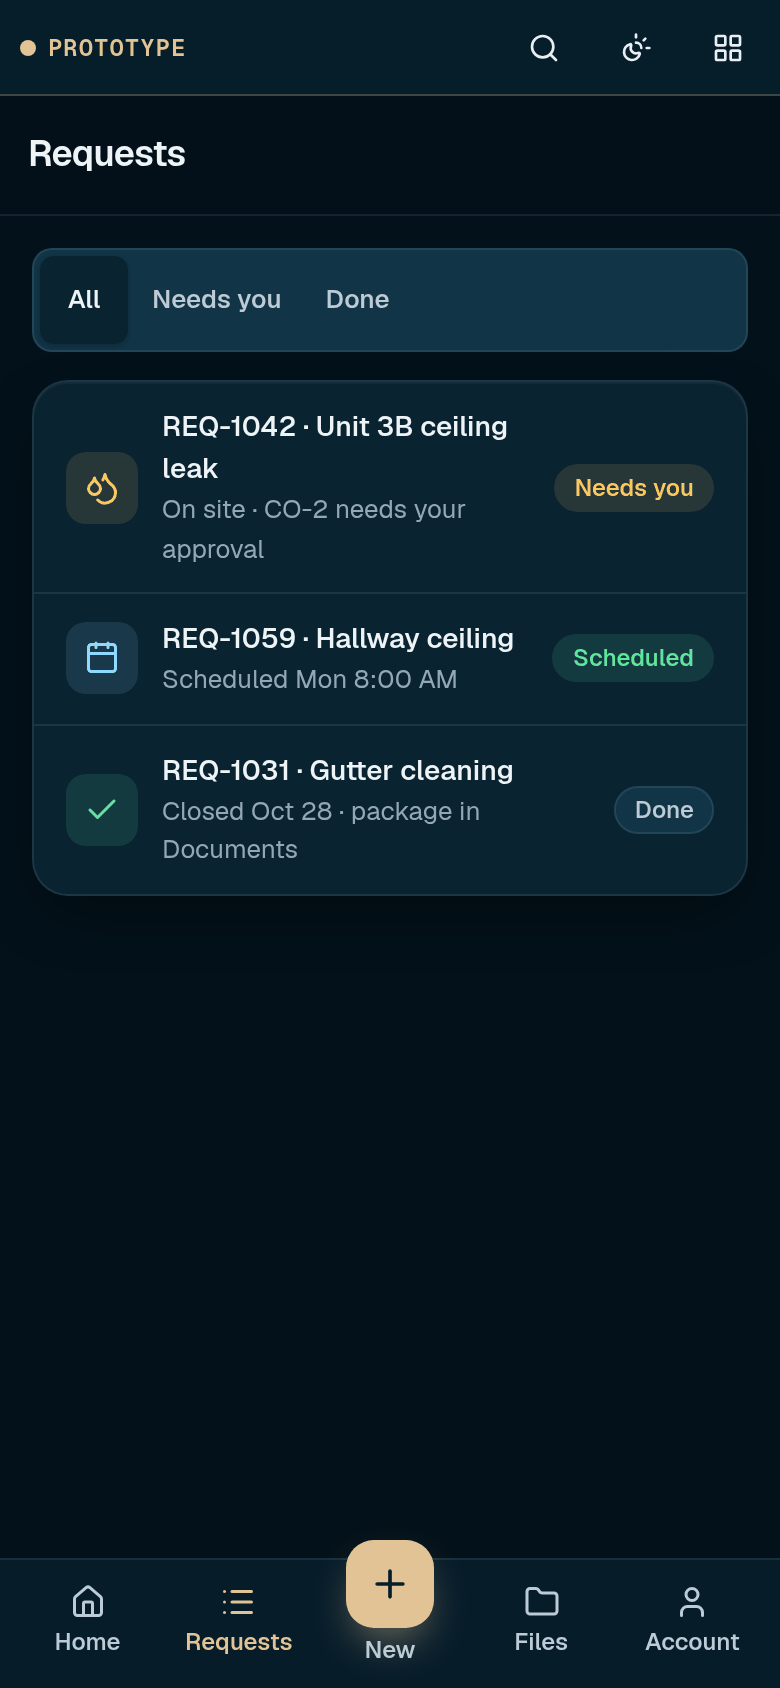 PROTOTYPE
Requests
All
Needs you
Done
REQ-1042 · Unit 3B ceiling
leak
On site · CO-2 needs your
approval
Needs you
REQ-1059 · Hallway ceiling
Scheduled Mon 8:00 AM
Scheduled
REQ-1031 · Gutter cleaning
Closed Oct 28 · package in
Documents
Done
Home
Requests
New
Files
Account